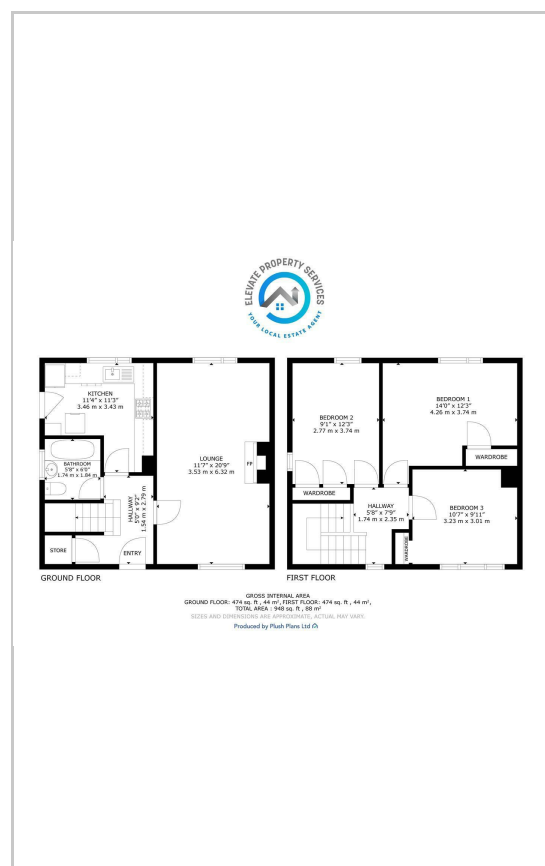 ELEVATE PROPERTY SERVICES
YOUR LOCAL ESTATE AGENT
KITCHEN
11'4" x 11'3"
3.46 m x 3.43 m
BATHROOM
5'8" x 6'0"
1.74 m x 1.84 m
HALLWAY
5'0" x 9'2"
1.54 m x 2.79 m
LOUNGE
11'7" x 20'9"
3.53 m x 6.32 m
FP
STORE
ENTRY
GROUND FLOOR
BEDROOM 2
9'1" x 12'3"
2.77 m x 3.74 m
BEDROOM 1
14'0" x 12'3"
4.26 m x 3.74 m
WARDROBE
WARDROBE
HALLWAY
5'8" x 7'9"
1.74 m x 2.35 m
BEDROOM 3
10'7" x 9'11"
3.23 m x 3.01 m
WARDROBE
FIRST FLOOR
GROSS INTERNAL AREA
GROUND FLOOR: 474 sq. ft , 44 m², FIRST FLOOR: 474 sq. ft , 44 m²,
TOTAL AREA : 948 sq. ft , 88 m²
SIZES AND DIMENSIONS ARE APPROXIMATE, ACTUAL MAY VARY.
Produced by Plush Plans Ltd